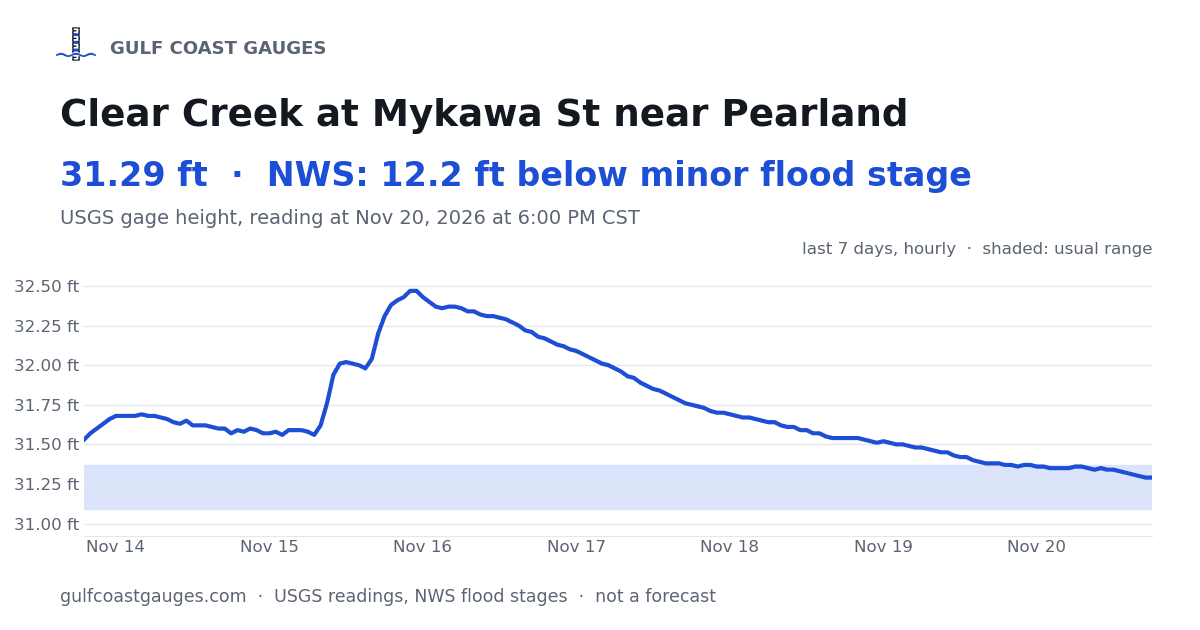 GULF COAST GAUGES
Clear Creek at Mykawa St near Pearland
31.29 ft · NWS: 12.2 ft below minor flood stage
USGS gage height, reading at Nov 20, 2026 at 6:00 PM CST
last 7 days, hourly · shaded: usual range
32.50 ft
32.25 ft
32.00 ft
31.75 ft
31.50 ft
31.25 ft
31.00 ft
Nov 14 Nov 15 Nov 16 Nov 17 Nov 18 Nov 19 Nov 20
gulfcoastgauges.com · USGS readings, NWS flood stages · not a forecast